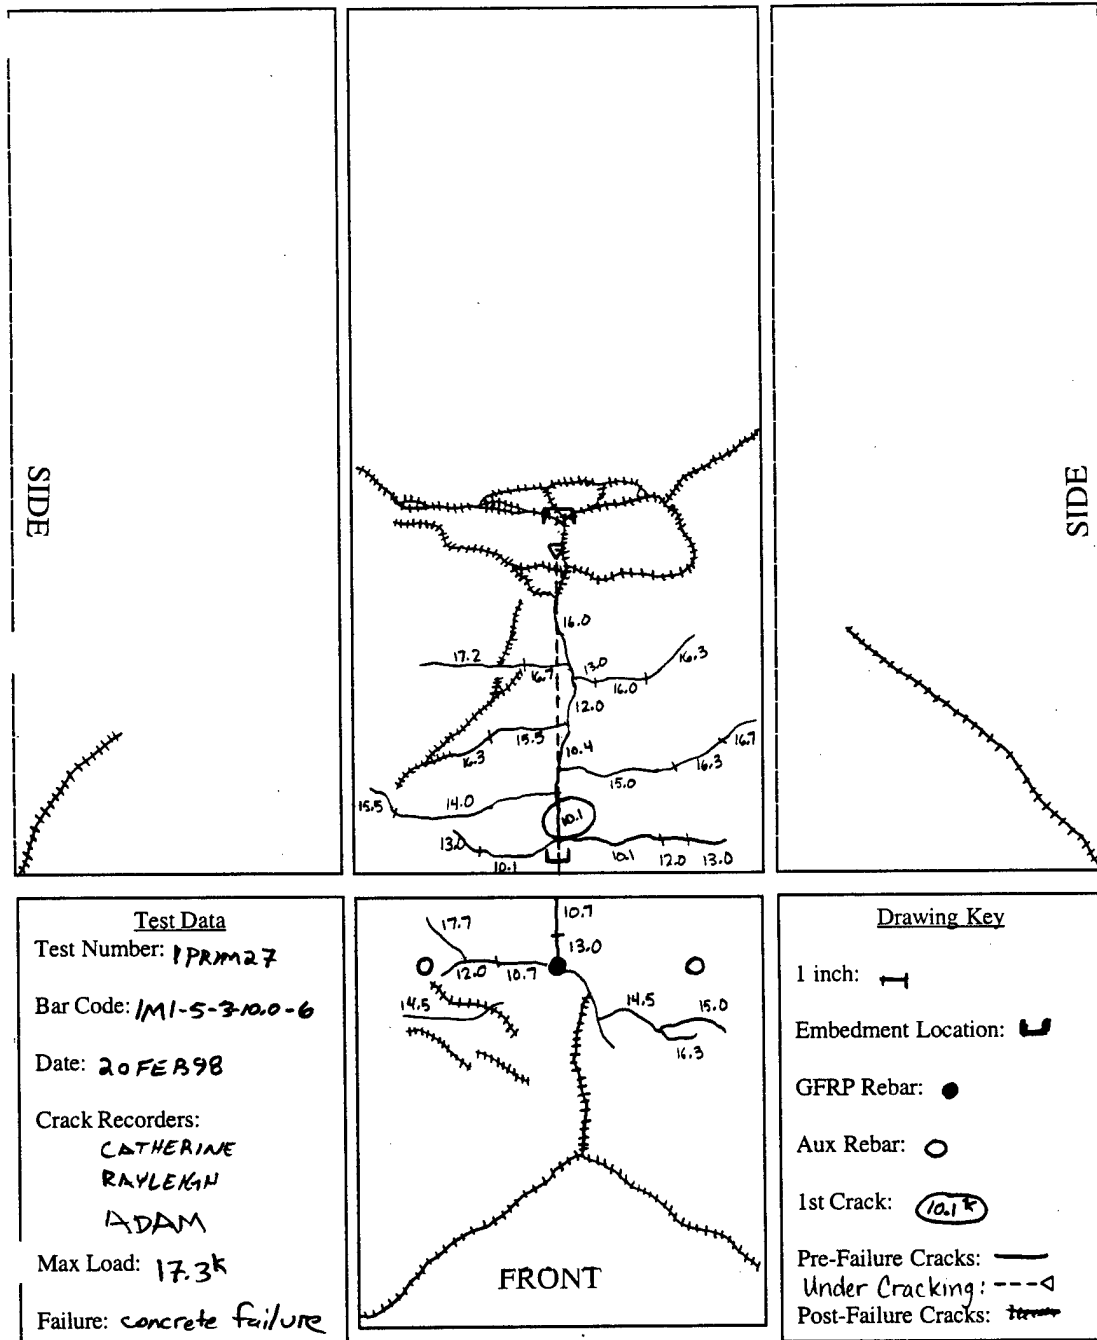 SIDE
SIDE
16.0
17.2
16.7
13.0
16.0
16.3
12.0
15.5
16.3
10.4
15.0
16.3
16.7
15.5
14.0
10.1
13.0
10.1
10.1
12.0
13.0
Test Data
Test Number: 1PRHM27
Bar Code: 1M1-5-3-10.0-6
Date: 20FEB98
Crack Recorders:
CATHERINE
RAYLEIGH
ADAM
Max Load: 17.3k
Failure: concrete failure
10.7
17.7
13.0
12.0
10.7
14.5
14.5
15.0
16.3
FRONT
Drawing Key
1 inch:
Embedment Location:
GFRP Rebar:
Aux Rebar:
1st Crack: 10.1k
Pre-Failure Cracks:
Under Cracking:
Post-Failure Cracks: